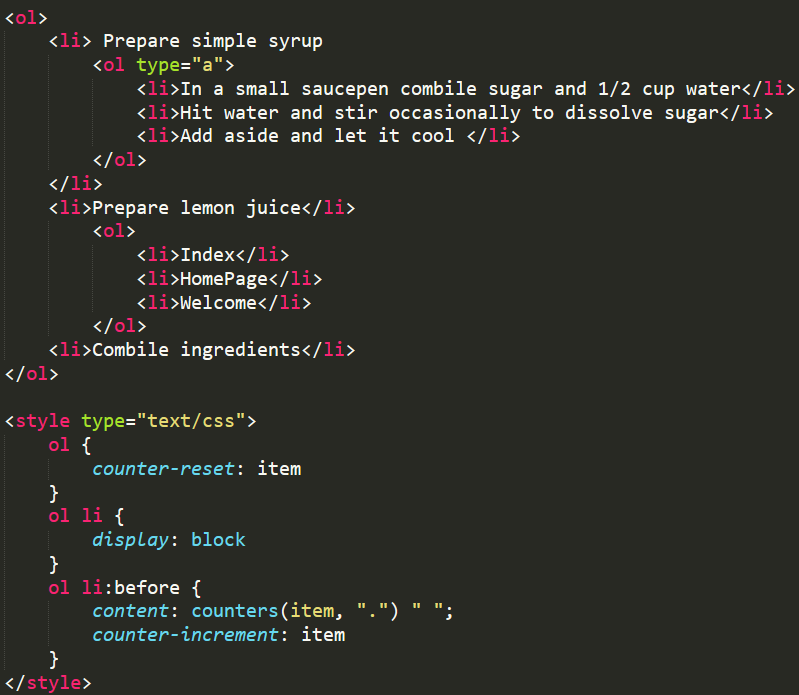 <ol>
    <li> Prepare simple syrup
        <ol type="a">
            <li>In a small saucepen combile sugar and 1/2 cup water</li>
            <li>Hit water and stir occasionally to dissolve sugar</li>
            <li>Add aside and let it cool </li>
        </ol>
    </li>
    <li>Prepare lemon juice</li>
        <ol>
            <li>Index</li>
            <li>HomePage</li>
            <li>Welcome</li>
        </ol>
    <li>Combile ingredients</li>
</ol>

<style type="text/css">
    ol {
        counter-reset: item
    }
    ol li {
        display: block
    }
    ol li:before {
        content: counters(item, ".") " ";
        counter-increment: item
    }
</style>